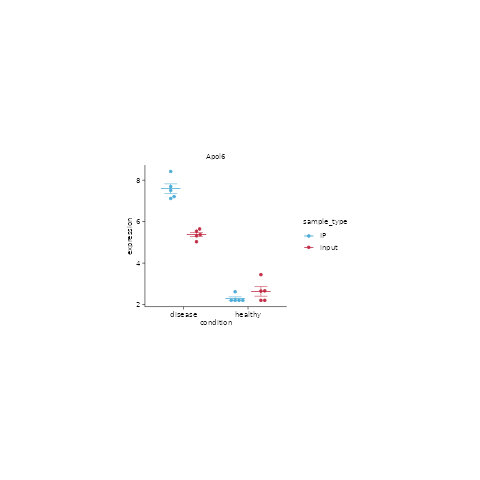 Apol6
8
6
4
2
expression
disease healthy
condition
sample_type
IP
Input